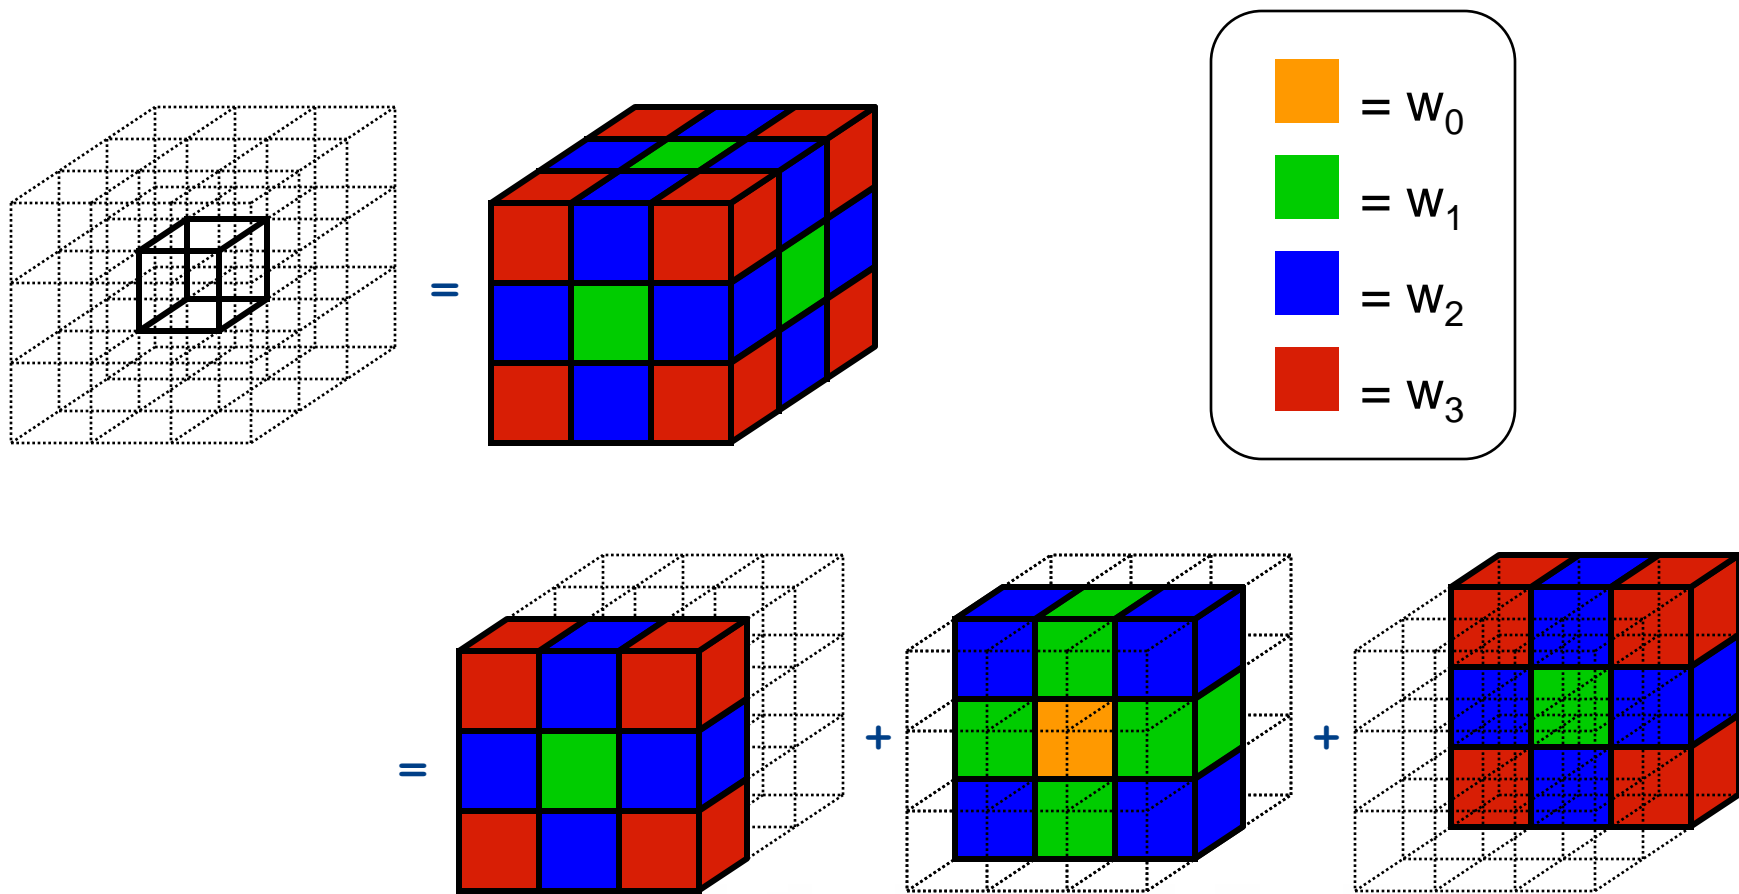 = w₀
= w₁
= w₂
= w₃
=
= + +